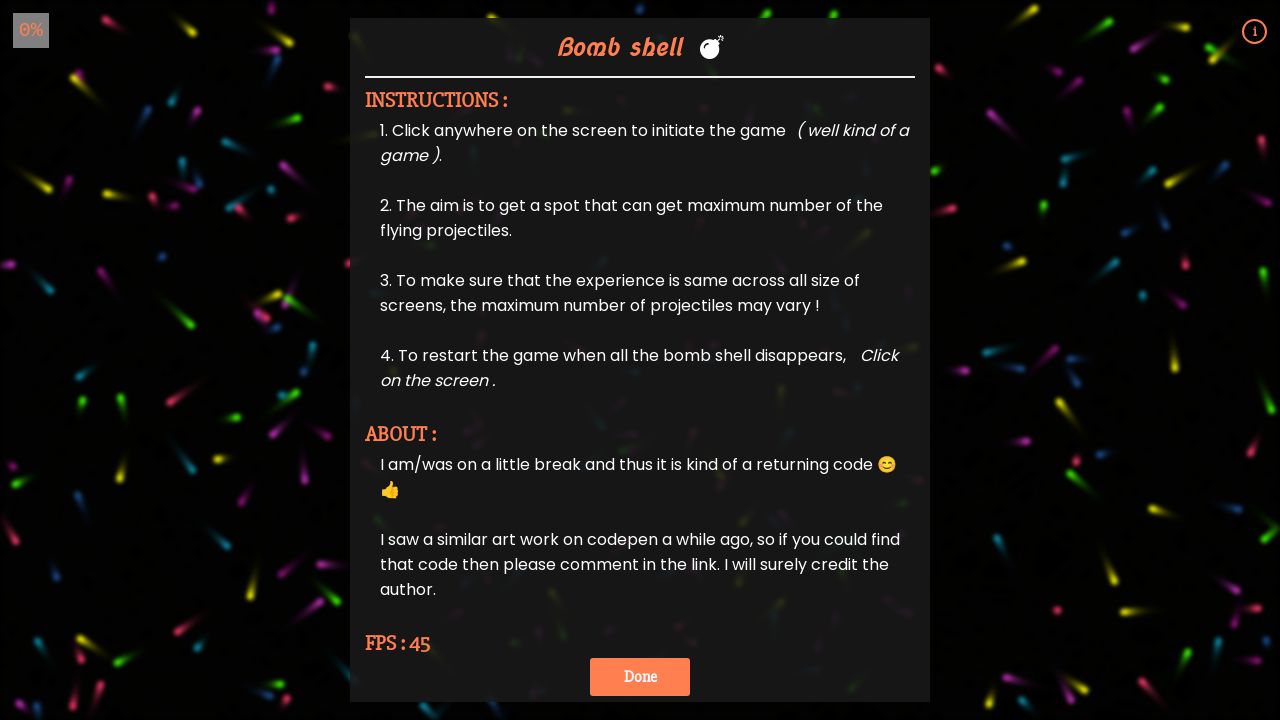 0%
i
Bomb shell 💣
INSTRUCTIONS :
1. Click anywhere on the screen to initiate the game ( well kind of a
game ).
2. The aim is to get a spot that can get maximum number of the
flying projectiles.
3. To make sure that the experience is same across all size of
screens, the maximum number of projectiles may vary !
4. To restart the game when all the bomb shell disappears, Click
on the screen .
ABOUT :
I am/was on a little break and thus it is kind of a returning code 😊
👍
I saw a similar art work on codepen a while ago, so if you could find
that code then please comment in the link. I will surely credit the
author.
FPS : 45
Done